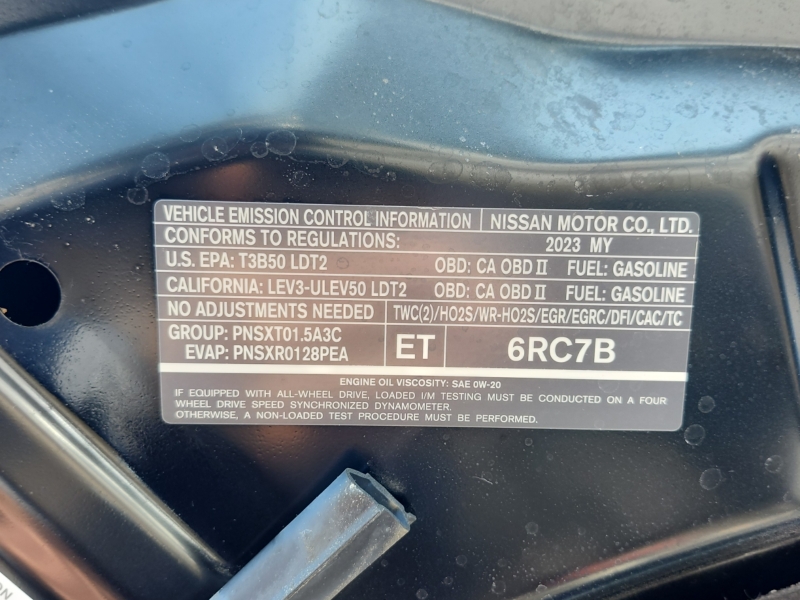 VEHICLE EMISSION CONTROL INFORMATION NISSAN MOTOR CO., LTD.
CONFORMS TO REGULATIONS: 2023 MY
U.S. EPA: T3B50 LDT2 OBD: CA OBD II FUEL: GASOLINE
CALIFORNIA: LEV3-ULEV50 LDT2 OBD: CA OBD II FUEL: GASOLINE
NO ADJUSTMENTS NEEDED TWC(2)/HO2S/WR-HO2S/EGR/EGRC/DFI/CAC/TC
GROUP: PNSXT01.5A3C
EVAP: PNSXR0128PEA
ET 6RC7B
ENGINE OIL VISCOSITY: SAE 0W-20
IF EQUIPPED WITH ALL-WHEEL DRIVE, LOADED I/M TESTING MUST BE CONDUCTED ON A FOUR
WHEEL DRIVE SPEED SYNCHRONIZED DYNAMOMETER.
OTHERWISE, A NON-LOADED TEST PROCEDURE MUST BE PERFORMED.